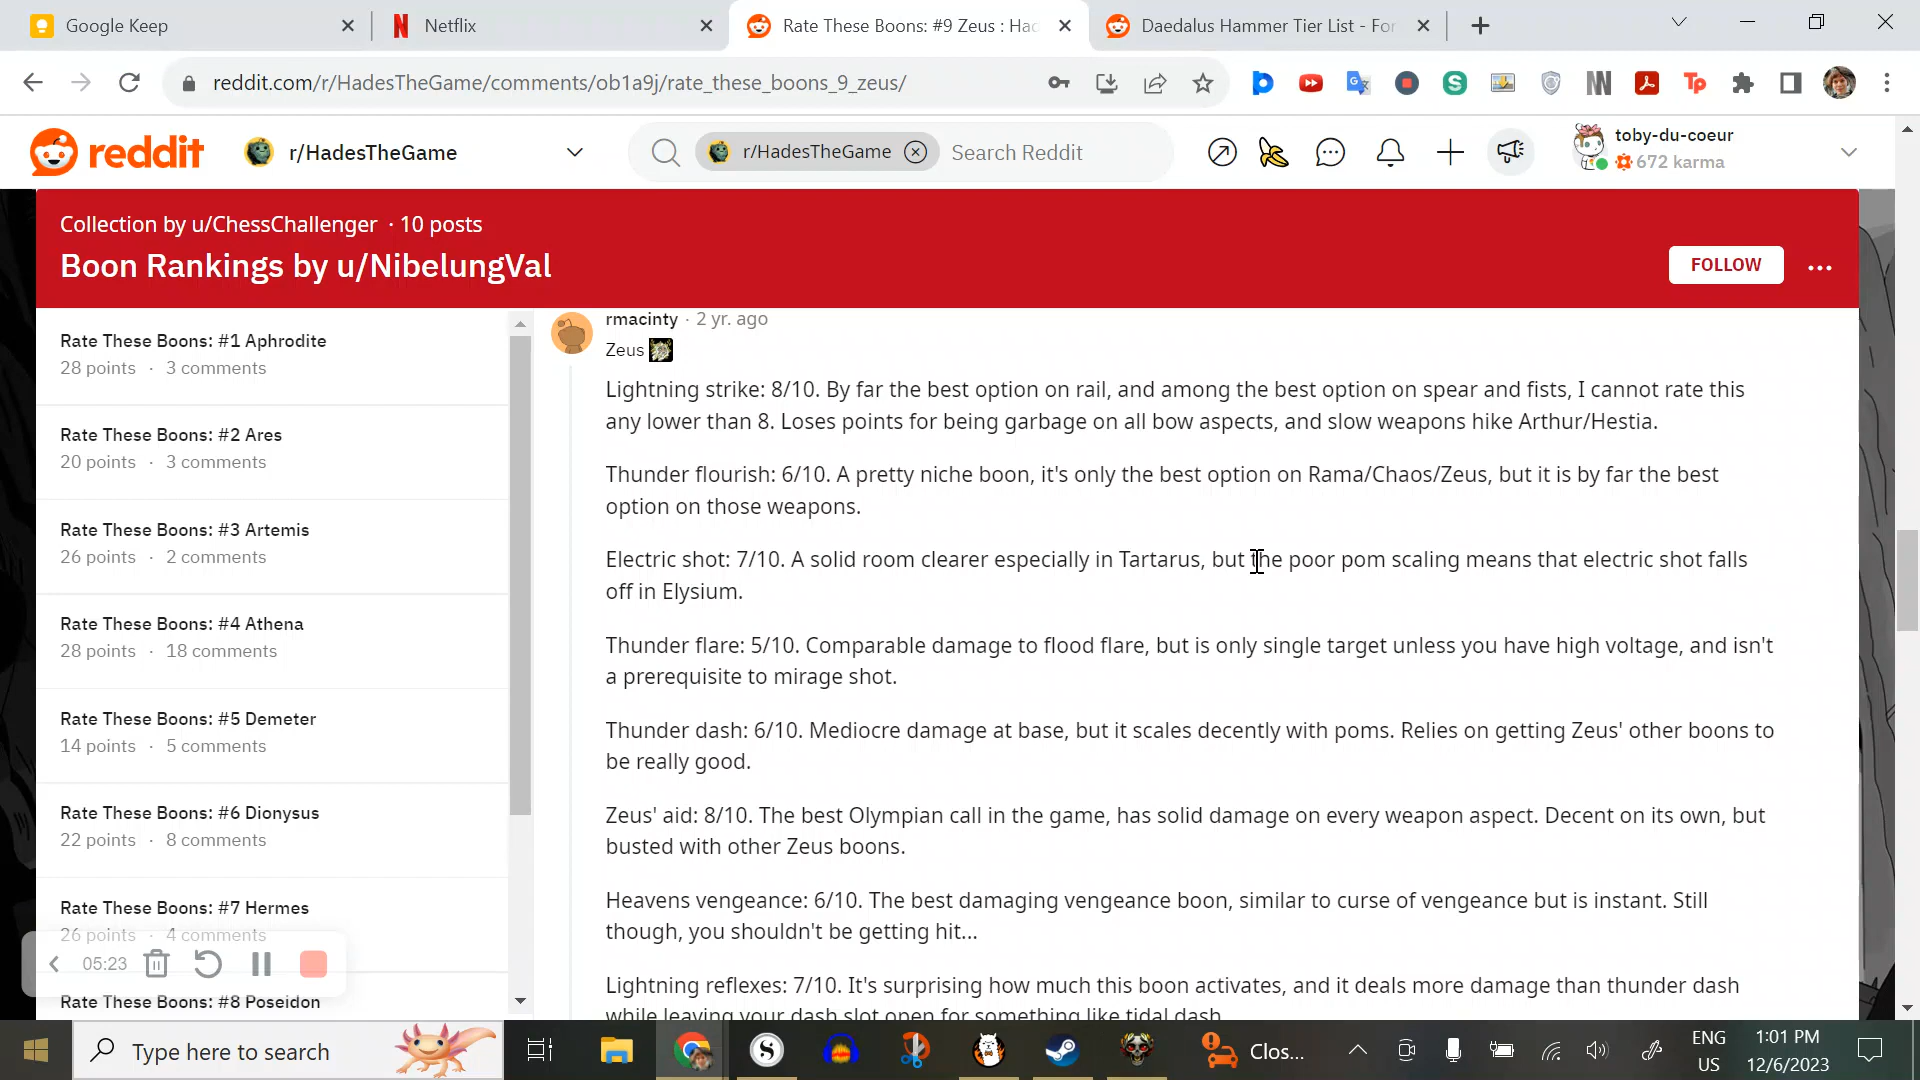 Google Keep
Netflix
Rate These Boons: #9 Zeus : Had
Daedalus Hammer Tier List - For
reddit.com/r/HadesTheGame/comments/ob1a9j/rate_these_boons_9_zeus/
reddit
r/HadesTheGame
r/HadesTheGame
Search Reddit
toby-du-coeur
672 karma
Collection by u/ChessChallenger · 10 posts
Boon Rankings by u/NibelungVal
FOLLOW
Rate These Boons: #1 Aphrodite
28 points · 3 comments
Rate These Boons: #2 Ares
20 points · 3 comments
Rate These Boons: #3 Artemis
26 points · 2 comments
Rate These Boons: #4 Athena
28 points · 18 comments
Rate These Boons: #5 Demeter
14 points · 5 comments
Rate These Boons: #6 Dionysus
22 points · 8 comments
Rate These Boons: #7 Hermes
26 points · 4 comments
Rate These Boons: #8 Poseidon
rmacinty · 2 yr. ago
Zeus
Lightning strike: 8/10. By far the best option on rail, and among the best option on spear and fists, I cannot rate this
any lower than 8. Loses points for being garbage on all bow aspects, and slow weapons hike Arthur/Hestia.
Thunder flourish: 6/10. A pretty niche boon, it's only the best option on Rama/Chaos/Zeus, but it is by far the best
option on those weapons.
Electric shot: 7/10. A solid room clearer especially in Tartarus, but the poor pom scaling means that electric shot falls
off in Elysium.
Thunder flare: 5/10. Comparable damage to flood flare, but is only single target unless you have high voltage, and isn't
a prerequisite to mirage shot.
Thunder dash: 6/10. Mediocre damage at base, but it scales decently with poms. Relies on getting Zeus' other boons to
be really good.
Zeus' aid: 8/10. The best Olympian call in the game, has solid damage on every weapon aspect. Decent on its own, but
busted with other Zeus boons.
Heavens vengeance: 6/10. The best damaging vengeance boon, similar to curse of vengeance but is instant. Still
though, you shouldn't be getting hit...
Lightning reflexes: 7/10. It's surprising how much this boon activates, and it deals more damage than thunder dash
while leaving your dash slot open for something like tidal dash.
05:23
Type here to search
Clos...
ENG
US
1:01 PM
12/6/2023